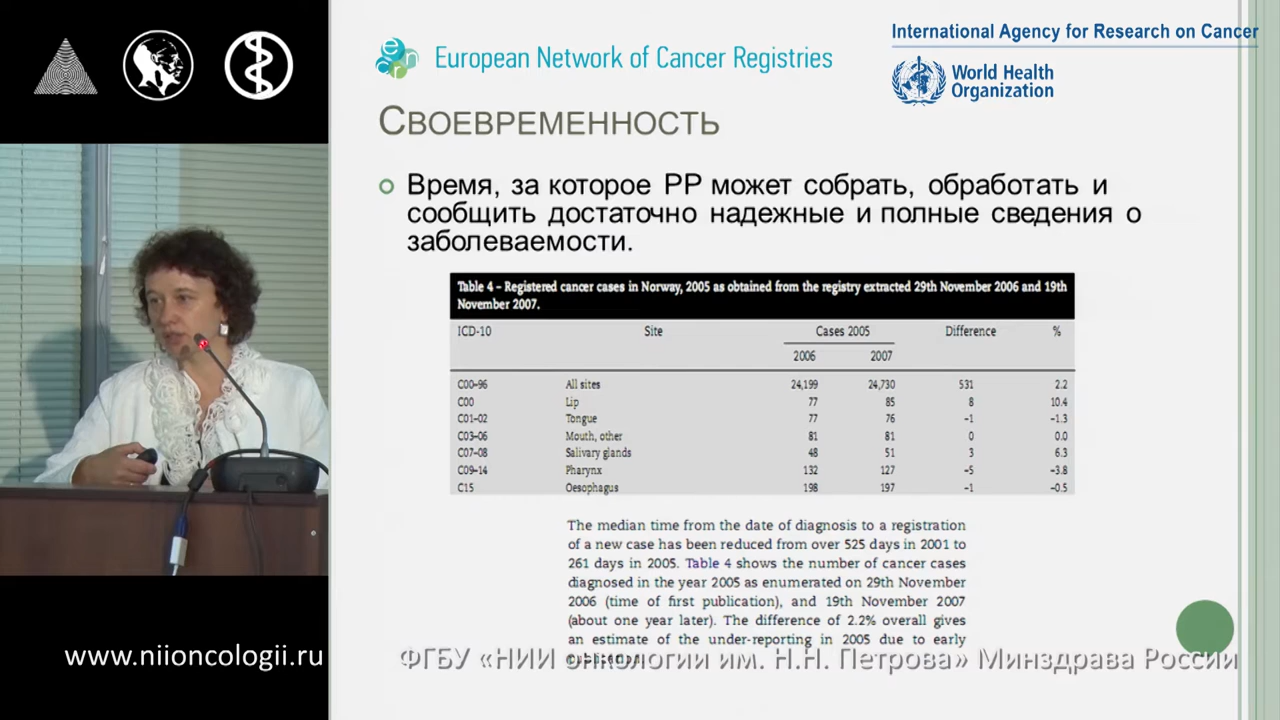 European Network of Cancer Registries
International Agency for Research on Cancer
World Health
Organization
СВОЕВРЕМЕННОСТЬ
Время, за которое РР может собрать, обработать и
сообщить достаточно надежные и полные сведения о
заболеваемости.
Table 4 – Registered cancer cases in Norway, 2005 as obtained from the registry extracted 29th November 2006 and 19th
November 2007.
ICD-10 Site Cases 2005 Difference %
2006 2007
C00–96 All sites 24,199 24,730 531 2.2
C00 Lip 77 85 8 10.4
C01–02 Tongue 77 76 –1 –1.3
C03–06 Mouth, other 81 81 0 0.0
C07–08 Salivary glands 48 51 3 6.3
C09–14 Pharynx 132 127 –5 –3.8
C15 Oesophagus 198 197 –1 –0.5
The median time from the date of diagnosis to a registration
of a new case has been reduced from over 525 days in 2001 to
261 days in 2005. Table 4 shows the number of cancer cases
diagnosed in the year 2005 as enumerated on 29th November
2006 (time of first publication), and 19th November 2007
(about one year later). The difference of 2.2% overall gives
an estimate of the under-reporting in 2005 due to early
www.niioncologii.ru
ФГБУ «НИИ онкологии им. Н.Н. Петрова» Минздрава России